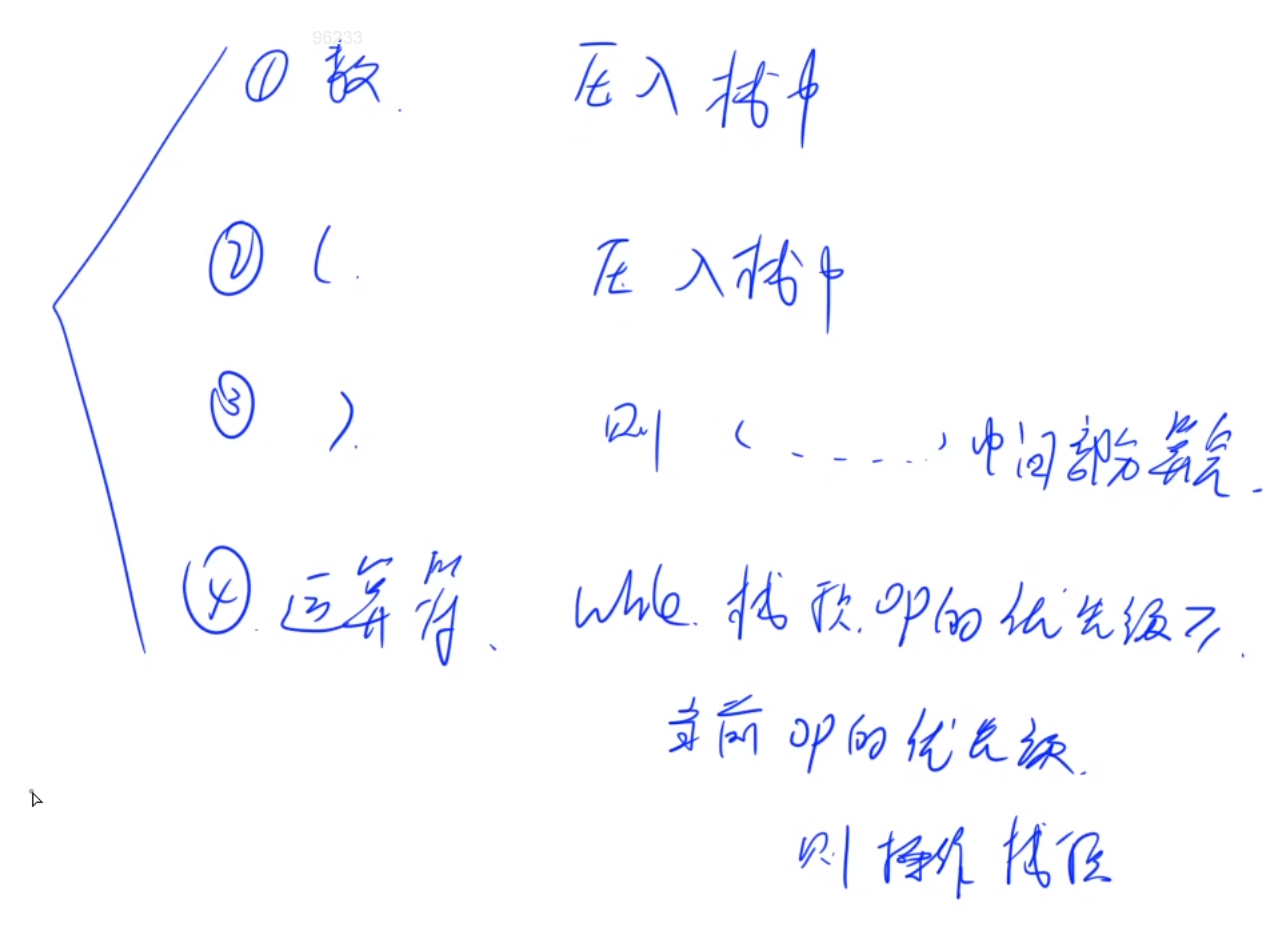 96233
① 数. 压入栈中
② (. 压入栈中
③ ). 则 (.....) 中间部分算完.
④. 运算符、 while. 栈顶. op的优先级 ≥.
当前 op 的优先级.
则操作栈顶